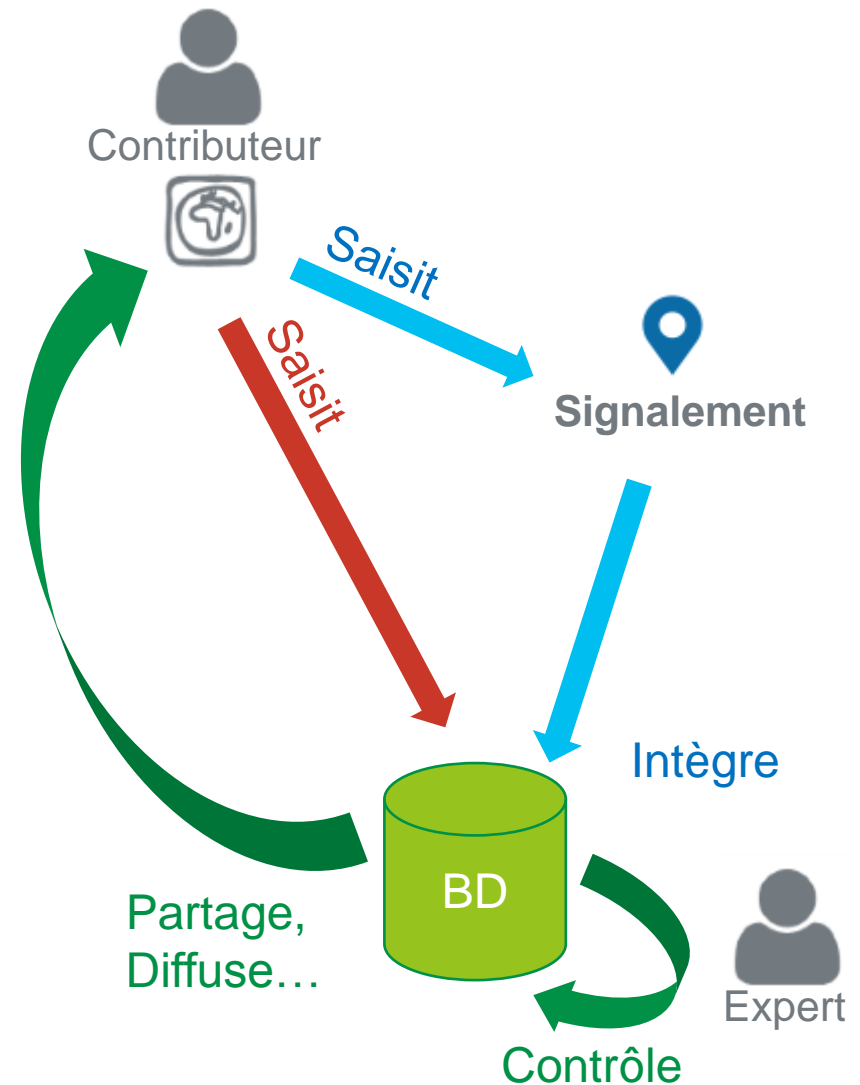 Contributeur
Saisit
Saisit
Signalement
Intègre
BD
Partage,
Diffuse…
Expert
Contrôle